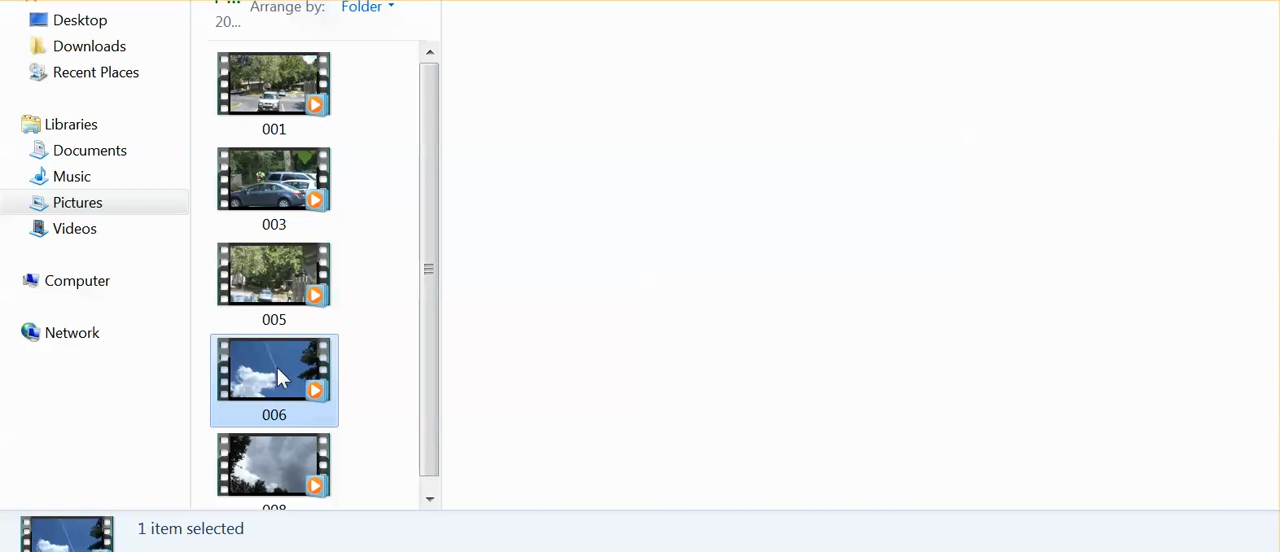 Desktop
Downloads
Recent Places
Libraries
Documents
Music
Pictures
Videos
Computer
Network
Arrange by: Folder
20...
001
003
005
006
008
1 item selected